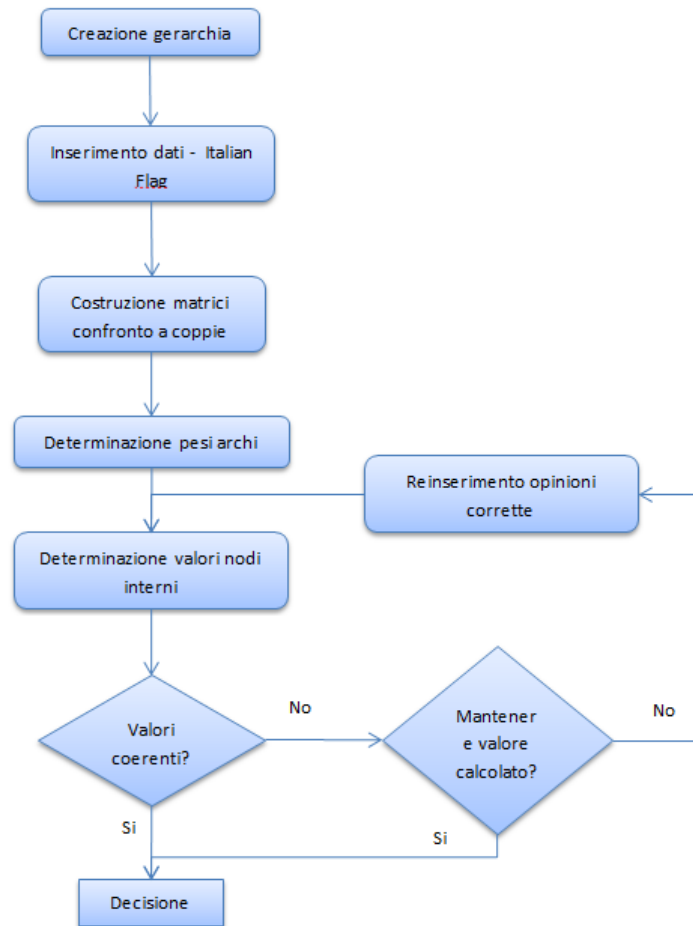 Creazione gerarchia
Inserimento dati - Italian
Flag
Costruzione matrici
confronto a coppie
Determinazione pesi archi
Reinserimento opinioni
corrette
Determinazione valori nodi
interni
Valori
coerenti?
No
Mantener
e valore
calcolato?
No
Si
Si
Decisione